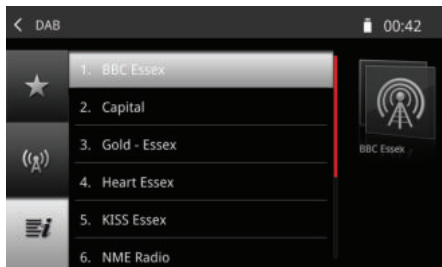 DAB
00:42
1. BBC Essex
2. Capital
3. Gold - Essex
4. Heart Essex
5. KISS Essex
6. NME Radio
BBC Essex